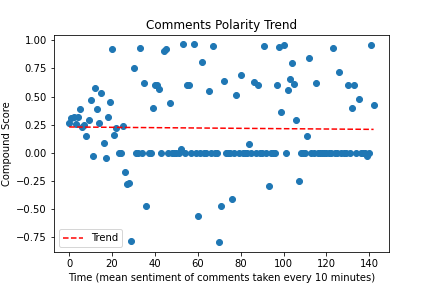 Comments Polarity Trend
Compound Score
1.00
0.75
0.50
0.25
0.00
−0.25
−0.50
−0.75
Trend
0 20 40 60 80 100 120 140
Time (mean sentiment of comments taken every 10 minutes)